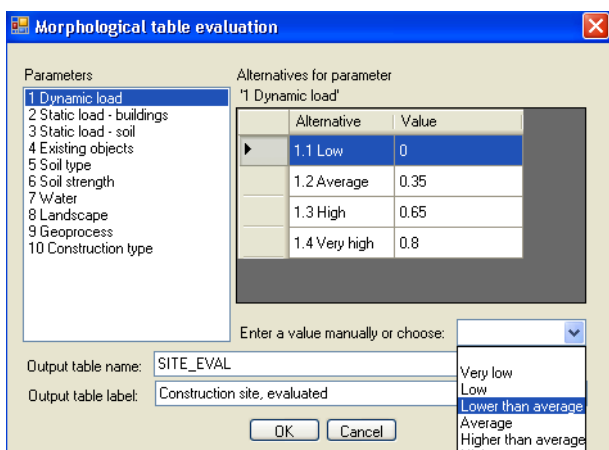 Morphological table evaluation
Parameters
1 Dynamic load
2 Static load - buildings
3 Static load - soil
4 Existing objects
5 Soil type
6 Soil strength
7 Water
8 Landscape
9 Geoprocess
10 Construction type
Alternatives for parameter
'1 Dynamic load'
Alternative Value
1.1 Low 0
1.2 Average 0.35
1.3 High 0.65
1.4 Very high 0.8
Enter a value manually or choose:
Very low
Low
Lower than average
Average
Higher than average
Output table name: SITE_EVAL
Output table label: Construction site, evaluated
OK Cancel